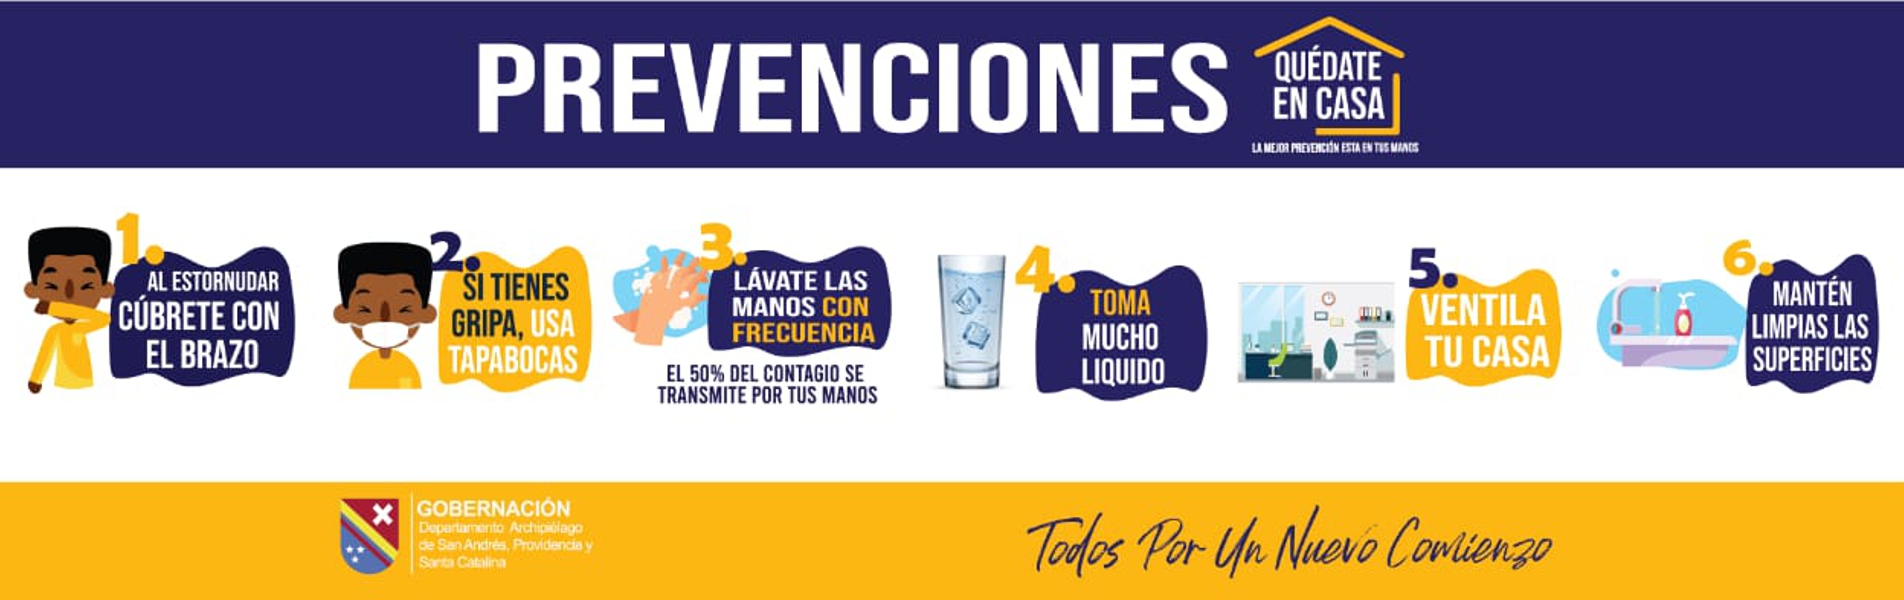 PREVENCIONES
QUÉDATE
EN CASA
LA MEJOR PREVENCIÓN ESTA EN TUS MANOS
1.
AL ESTORNUDAR
CÚBRETE CON
EL BRAZO
2.
SI TIENES
GRIPA, USA
TAPABOCAS
3.
LÁVATE LAS
MANOS CON
FRECUENCIA
EL 50% DEL CONTAGIO SE
TRANSMITE POR TUS MANOS
4.
TOMA
MUCHO
LIQUIDO
5.
VENTILA
TU CASA
6.
MANTÉN
LIMPIAS LAS
SUPERFICIES
GOBERNACIÓN
Departamento Archipiélago
de San Andrés, Providencia y
Santa Catalina
Todos Por Un Nuevo Comienzo